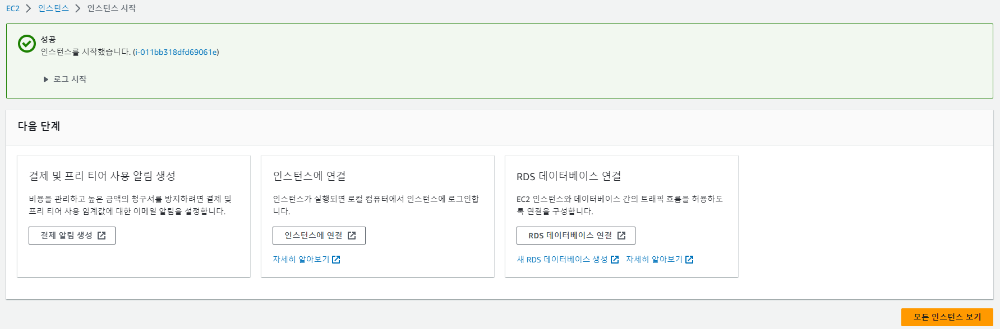 EC2 > 인스턴스 > 인스턴스 시작
성공
인스턴스를 시작했습니다. (i-011bb318dfd69061e)
로그 시작
다음 단계
결제 및 프리 티어 사용 알림 생성
비용을 관리하고 높은 금액의 청구서를 방지하려면 결제 및
프리 티어 사용 임계값에 대한 이메일 알림을 설정합니다.
결제 알림 생성
인스턴스에 연결
인스턴스가 실행되면 로컬 컴퓨터에서 인스턴스에 로그인합
니다.
인스턴스에 연결
자세히 알아보기
RDS 데이터베이스 연결
EC2 인스턴스와 데이터베이스 간의 트래픽 흐름을 허용하도
록 연결을 구성합니다.
RDS 데이터베이스 연결
새 RDS 데이터베이스 생성 자세히 알아보기
모든 인스턴스 보기